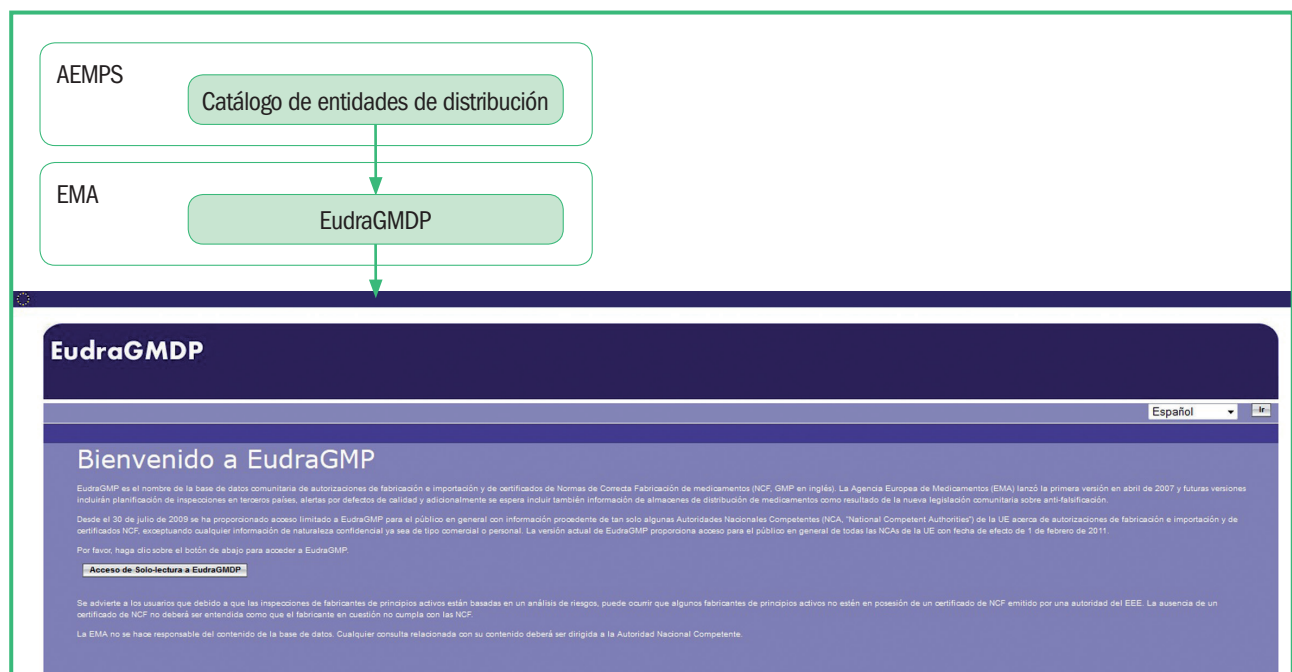 AEMPS
Catálogo de entidades de distribución
EMA
EudraGMDP
EudraGMDP
Español
Ir
Bienvenido a EudraGMP
EudraGMP es el nombre de la base de datos comunitaria de autorizaciones de fabricación e importación y de certificados de Normas de Correcta Fabricación de medicamentos (NCF, GMP en inglés). La Agencia Europea de Medicamentos (EMA) lanzó la primera versión en abril de 2007 y futuras versiones
incluirán planificación de inspecciones en terceros países, alertas por defectos de calidad y adicionalmente se espera incluir también información de almacenes de distribución de medicamentos como resultado de la nueva legislación comunitaria sobre anti-falsificación.
Desde el 30 de julio de 2009 se ha proporcionado acceso limitado a EudraGMP para el público en general con información procedente de tan solo algunas Autoridades Nacionales Competentes (NCA, "National Competent Authorities") de la UE acerca de autorizaciones de fabricación e importación y de
certificados NCF, exceptuando cualquier información de naturaleza confidencial ya sea de tipo comercial o personal. La versión actual de EudraGMP proporciona acceso para el público en general de todas las NCAs de la UE con fecha de efecto de 1 de febrero de 2011.
Por favor, haga clic sobre el botón de abajo para acceder a EudraGMP.
Acceso de Solo-lectura a EudraGMDP
Se advierte a los usuarios que debido a que las inspecciones de fabricantes de principios activos están basadas en un análisis de riesgos, puede ocurrir que algunos fabricantes de principios activos no estén en posesión de un certificado de NCF emitido por una autoridad del EEE. La ausencia de un
certificado de NCF no deberá ser entendida como que el fabricante en cuestión no cumpla con las NCF.
La EMA no se hace responsable del contenido de la base de datos. Cualquier consulta relacionada con su contenido deberá ser dirigida a la Autoridad Nacional Competente.